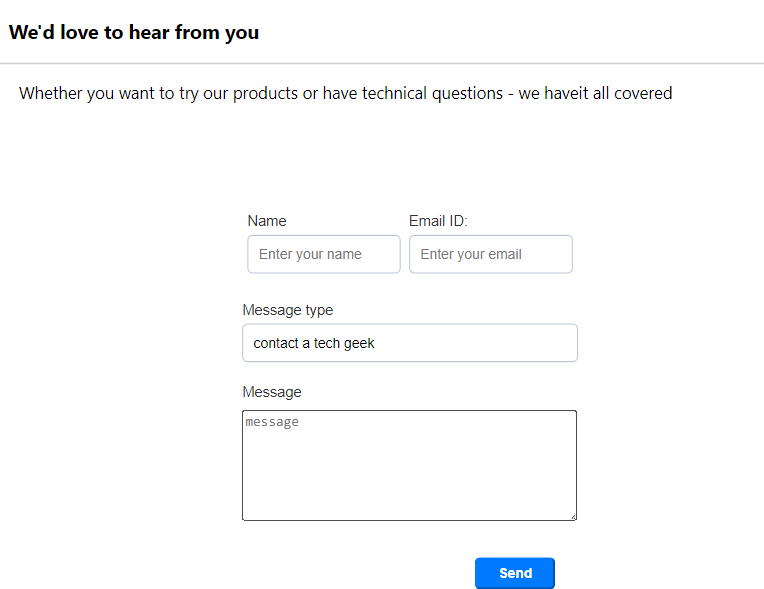 We'd love to hear from you
Whether you want to try our products or have technical questions - we haveit all covered
Name Email ID:
Enter your name Enter your email
Message type
contact a tech geek
Message
message
Send